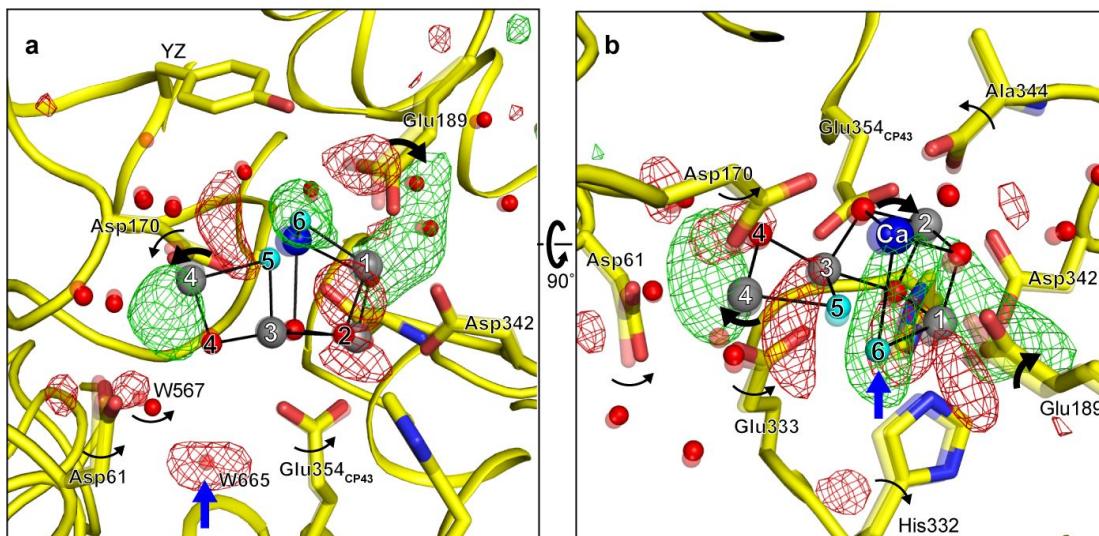 a
YZ
Glu189
6
Asp170
5
1
4
3
2
Asp342
4
W567
Asp61
W665
Glu354CP43
90°
b
Ala344
Glu354CP43
Asp170
2
4
Ca
3
Asp61
Asp342
4
5
1
6
Glu333
Glu189
His332